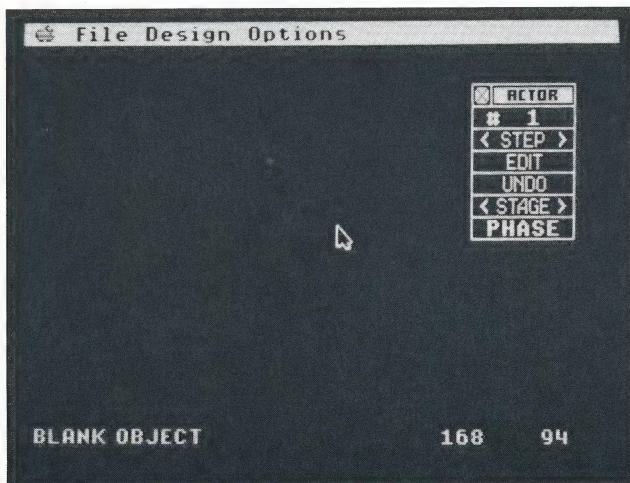 File Design Options
ACTOR
# 1
< STEP >
EDIT
UNDO
< STAGE >
PHASE
BLANK OBJECT 168 94